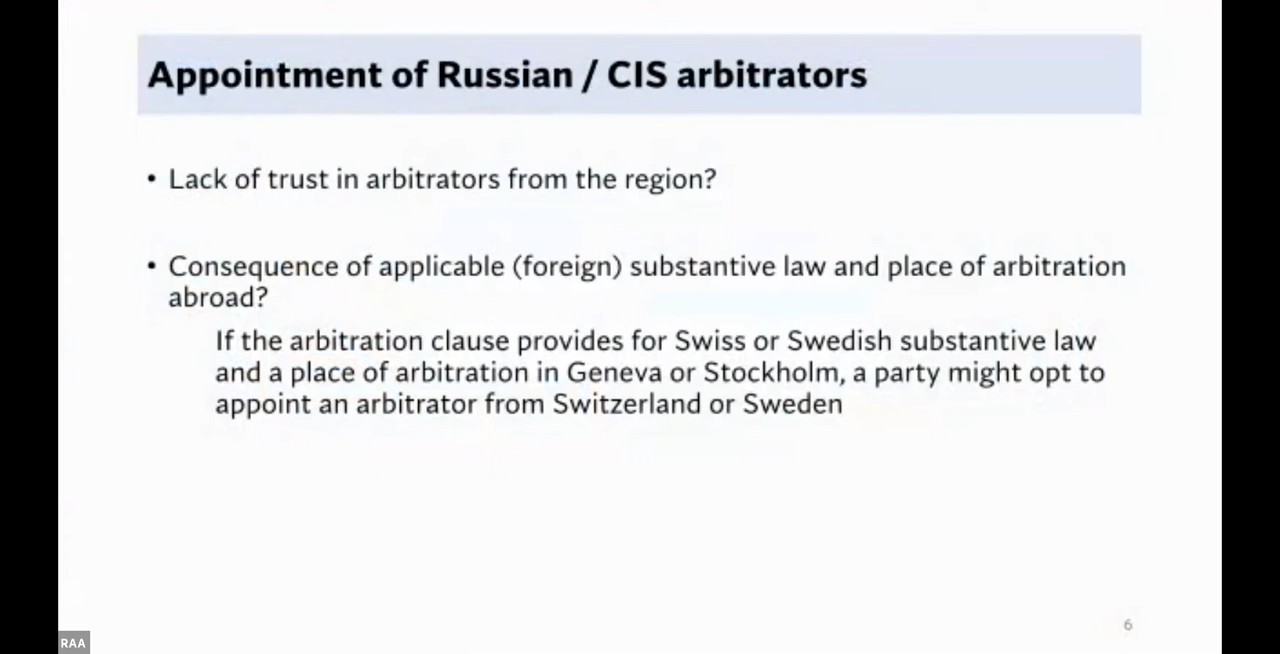 Appointment of Russian / CIS arbitrators
• Lack of trust in arbitrators from the region?
• Consequence of applicable (foreign) substantive law and place of arbitration
abroad?
If the arbitration clause provides for Swiss or Swedish substantive law
and a place of arbitration in Geneva or Stockholm, a party might opt to
appoint an arbitrator from Switzerland or Sweden
6
RAA